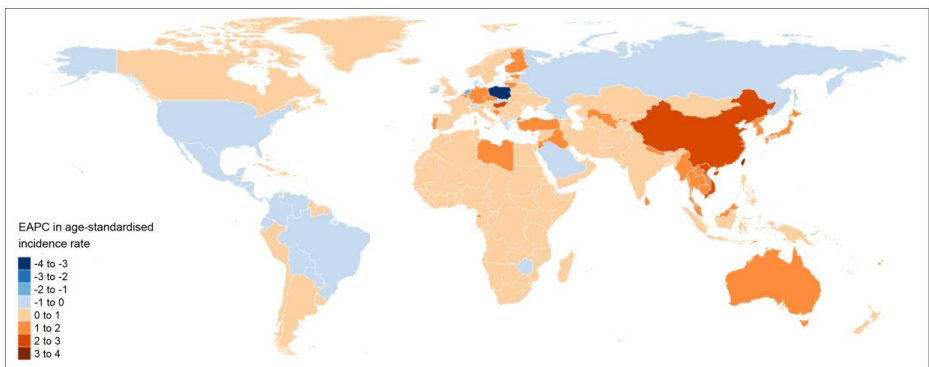 EAPC in age-standardised
incidence rate
-4 to -3
-3 to -2
-2 to -1
-1 to 0
0 to 1
1 to 2
2 to 3
3 to 4